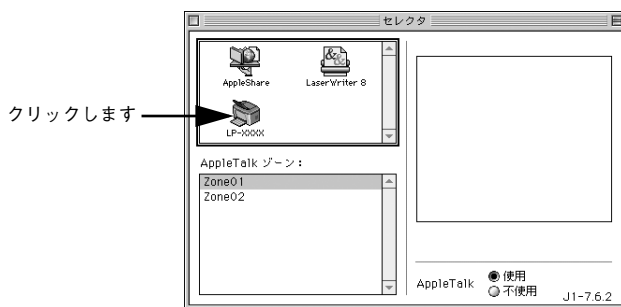 セレクタ
AppleShare
LaserWriter 8
クリックします
LP-XXXX
AppleTalk ゾーン：
Zone01
Zone02
AppleTalk
使用
不使用
J1-7.6.2